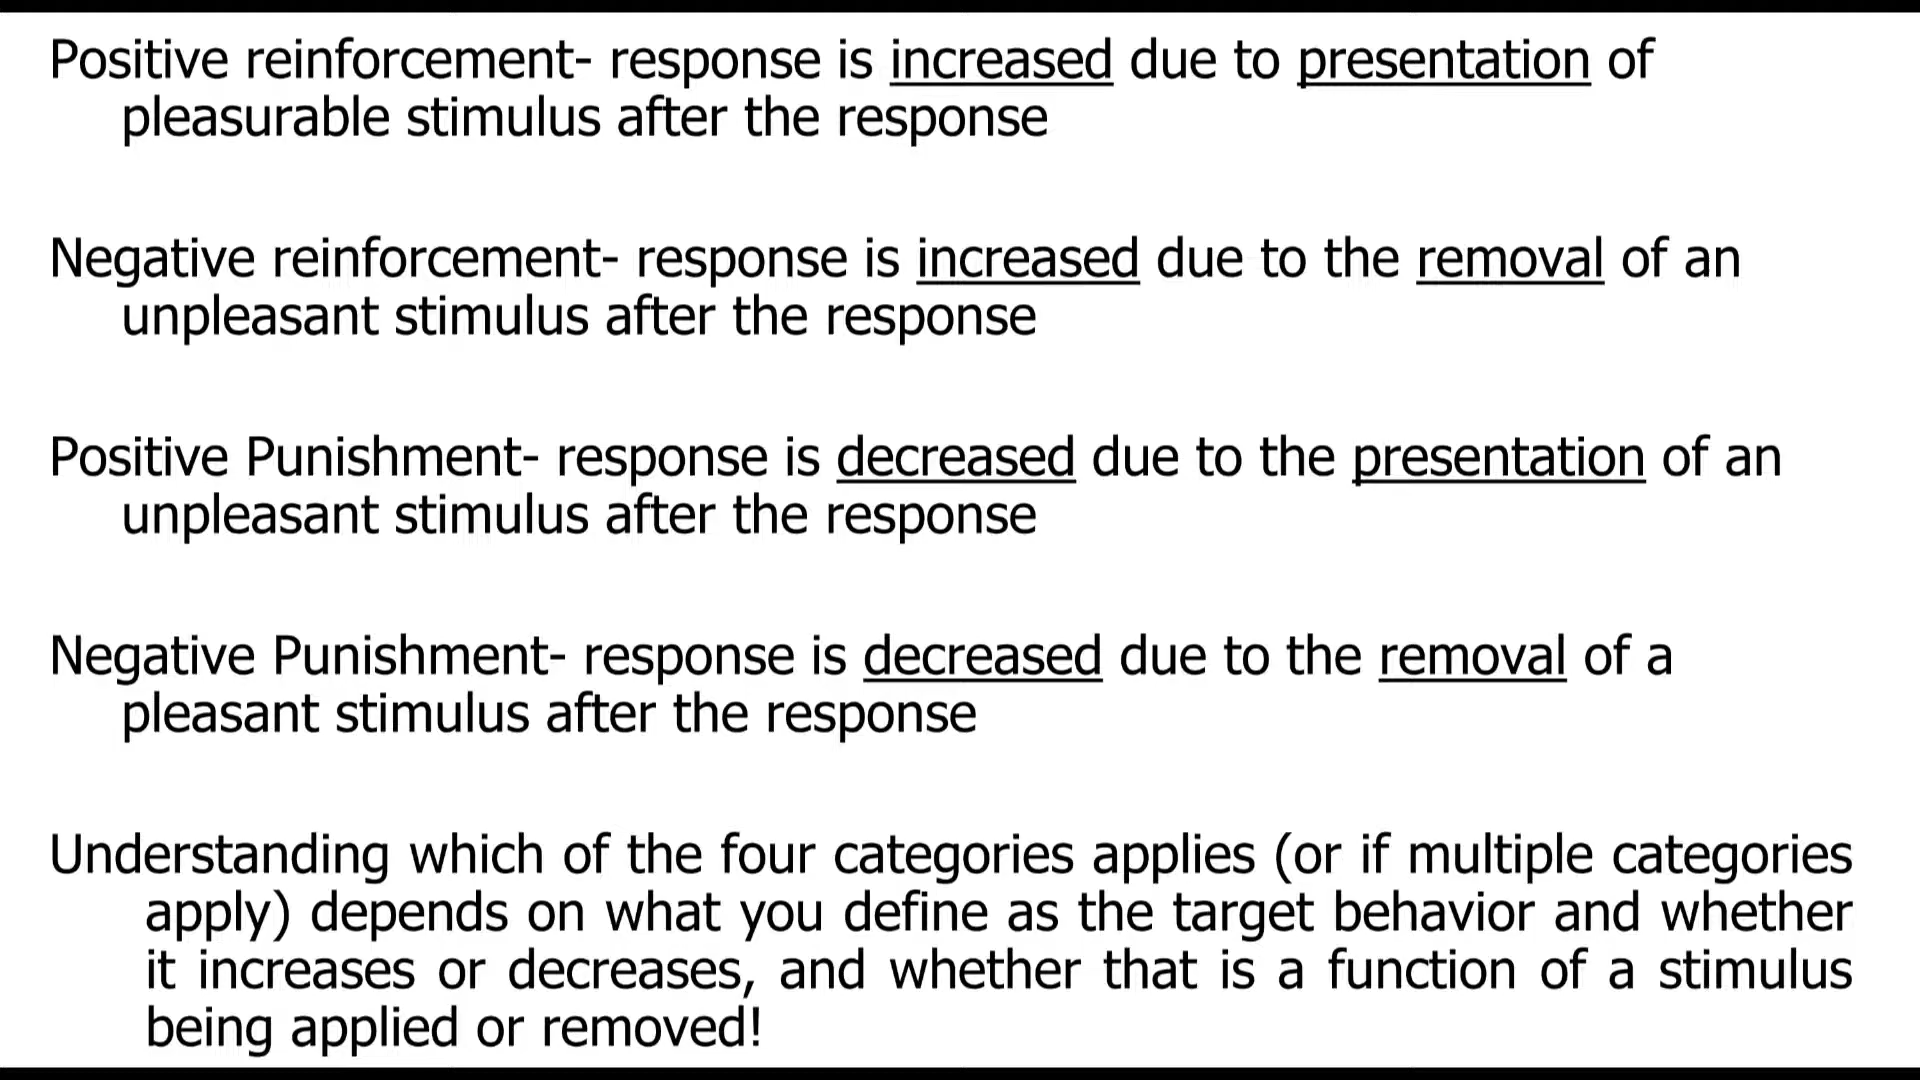 Positive reinforcement- response is increased due to presentation of
pleasurable stimulus after the response
Negative reinforcement- response is increased due to the removal of an
unpleasant stimulus after the response
Positive Punishment- response is decreased due to the presentation of an
unpleasant stimulus after the response
Negative Punishment- response is decreased due to the removal of a
pleasant stimulus after the response
Understanding which of the four categories applies (or if multiple categories
apply) depends on what you define as the target behavior and whether
it increases or decreases, and whether that is a function of a stimulus
being applied or removed!